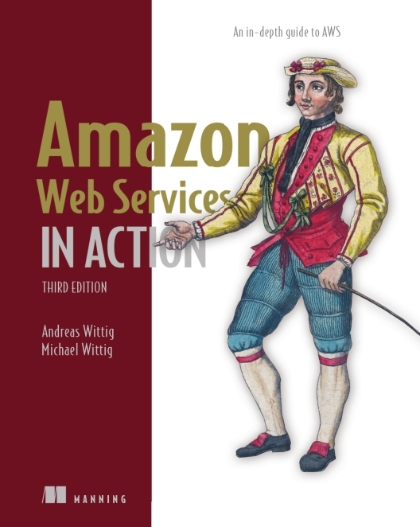 An in-depth guide to AWS
Amazon
Web Services
IN ACTION
THIRD EDITION
Andreas Wittig
Michael Wittig
MANNING